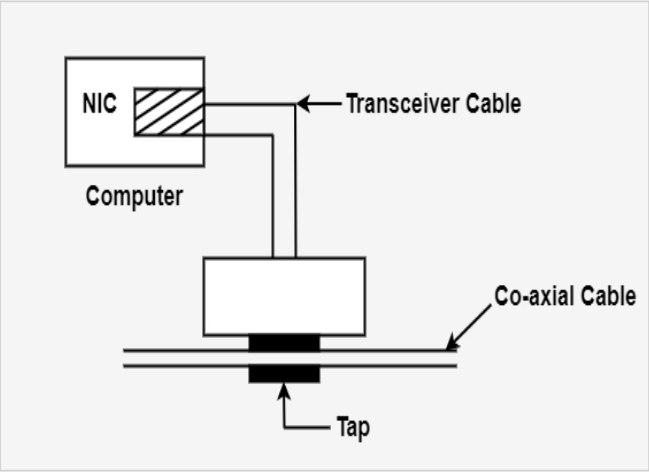 NIC
Transceiver Cable
Computer
Co-axial Cable
Tap